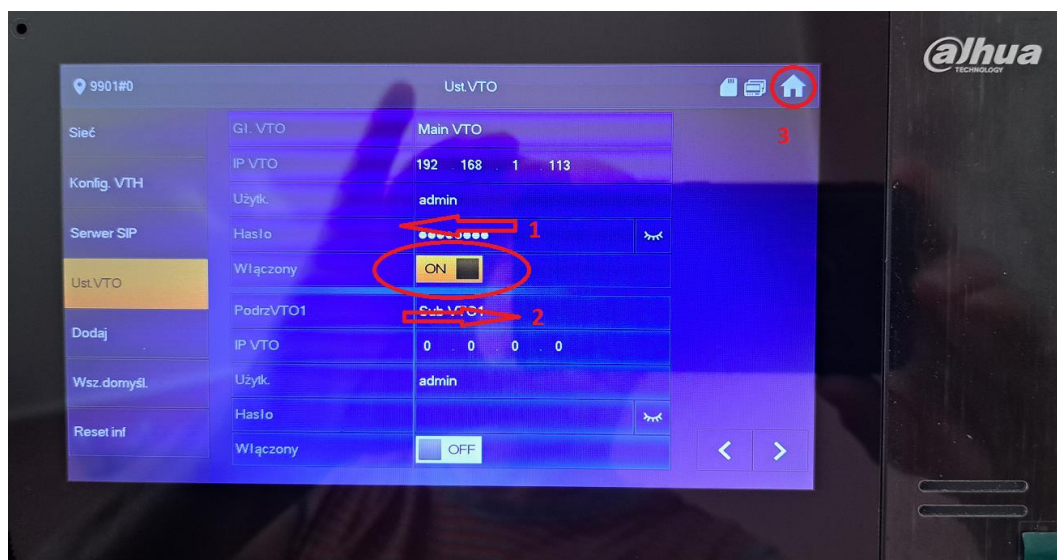 alhua
TECHNOLOGY
9901#0
Ust.VTO
Sieć
Konfig. VTH
Serwer SIP
Ust.VTO
Dodaj
Wsz.domyśl.
Reset inf
Gł. VTO
Main VTO
IP VTO
192 . 168 . 1 . 113
Użytk.
admin
Hasło
Włączony
ON
PodrzVTO1
Sub VTO1
IP VTO
0 . 0 . 0 . 0
Użytk.
admin
Hasło
Włączony
OFF
1
2
3